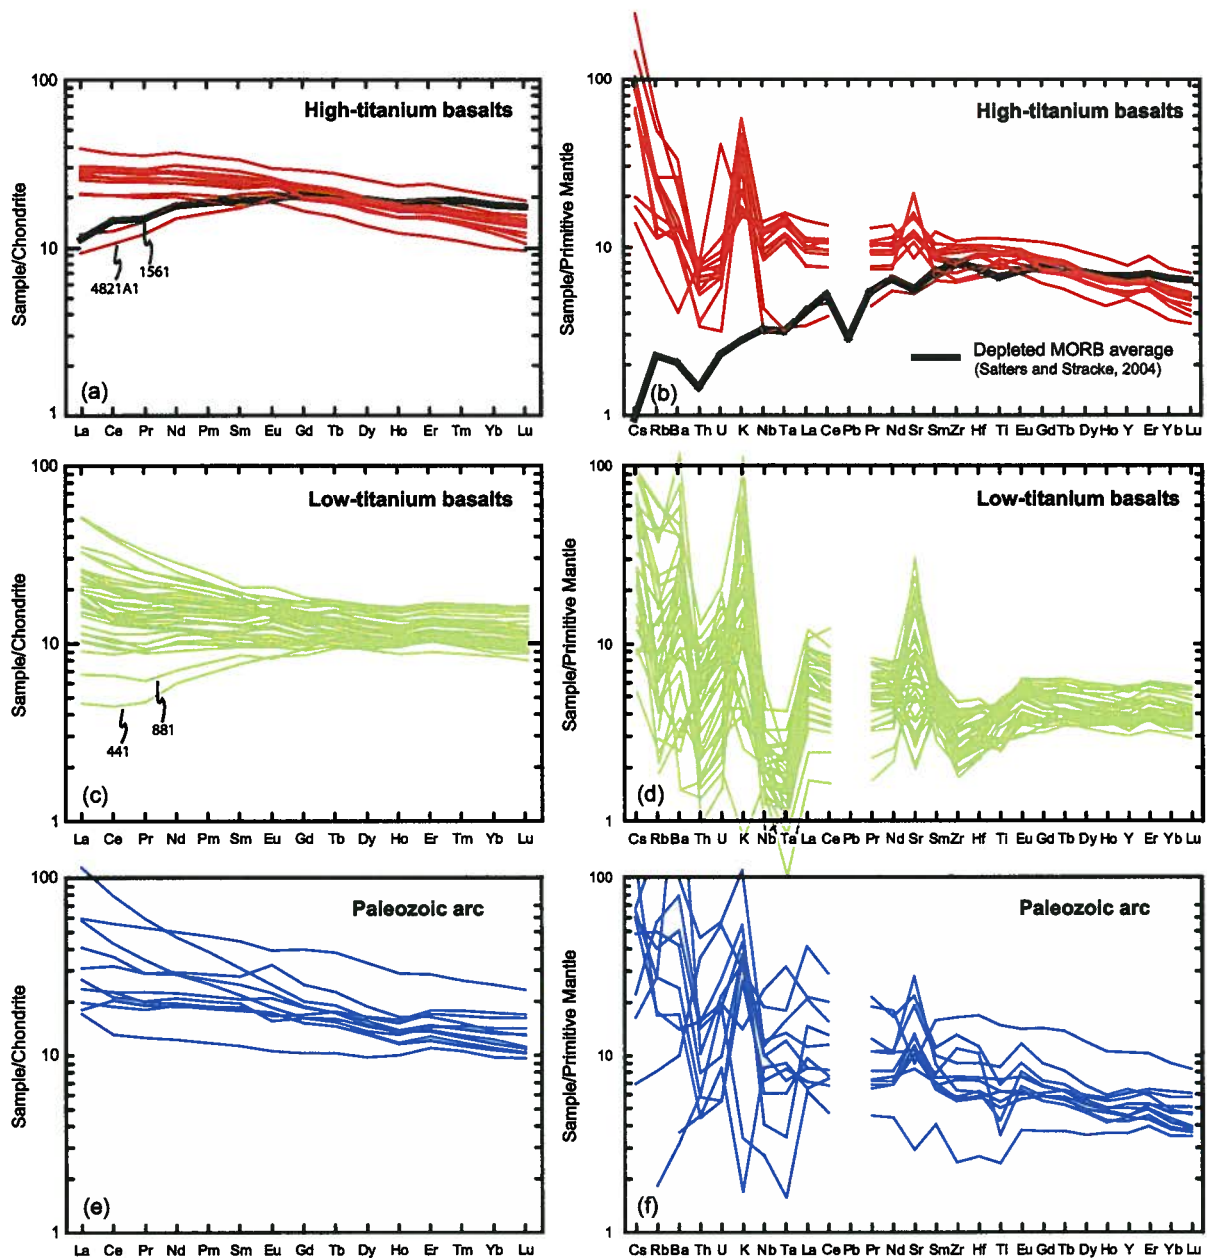 100
High-titanium basalts
10
1
Sample/Chondrite
4821A1
1561
(a)
La Ce Pr Nd Pm Sm Eu Gd Tb Dy Ho Er Tm Yb Lu
100
High-titanium basalts
10
1
Sample/Primitive Mantle
Depleted MORB average
(Salters and Stracke, 2004)
(b)
Cs Rb Ba Th U K Nb Ta La Ce Pb Pr Nd Sr Sm Zr Hf Ti Eu Gd Tb Dy Ho Y Er Yb Lu
100
Low-titanium basalts
10
1
Sample/Chondrite
441
881
(c)
La Ce Pr Nd Pm Sm Eu Gd Tb Dy Ho Er Tm Yb Lu
100
Low-titanium basalts
10
1
Sample/Primitive Mantle
(d)
Cs Rb Ba Th U K Nb Ta La Ce Pb Pr Nd Sr Sm Zr Hf Ti Eu Gd Tb Dy Ho Y Er Yb Lu
100
Paleozoic arc
10
1
Sample/Chondrite
(e)
La Ce Pr Nd Pm Sm Eu Gd Tb Dy Ho Er Tm Yb Lu
100
Paleozoic arc
10
1
Sample/Primitive Mantle
(f)
Cs Rb Ba Th U K Nb Ta La Ce Pb Pr Nd Sr Sm Zr Hf Ti Eu Gd Tb Dy Ho Y Er Yb Lu